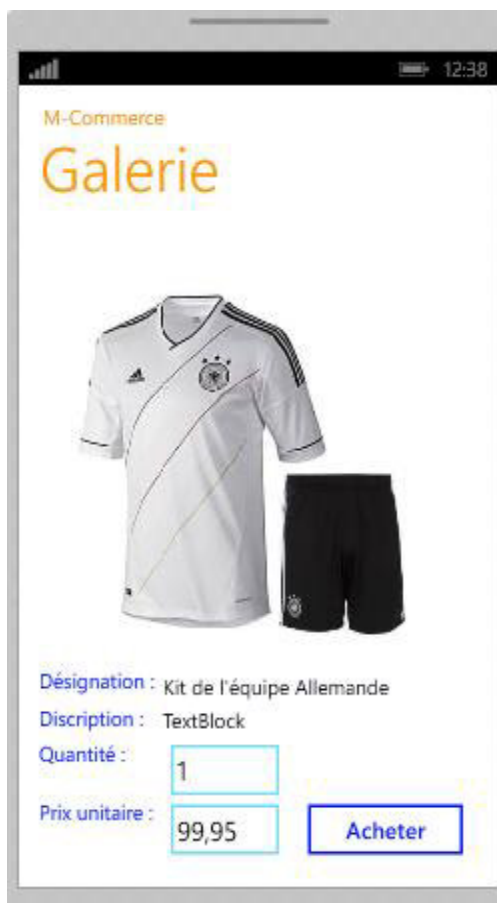 12:38
M-Commerce
Galerie
Désignation : Kit de l'équipe Allemande
Discription : TextBlock
Quantité : 1
Prix unitaire : 99,95 Acheter